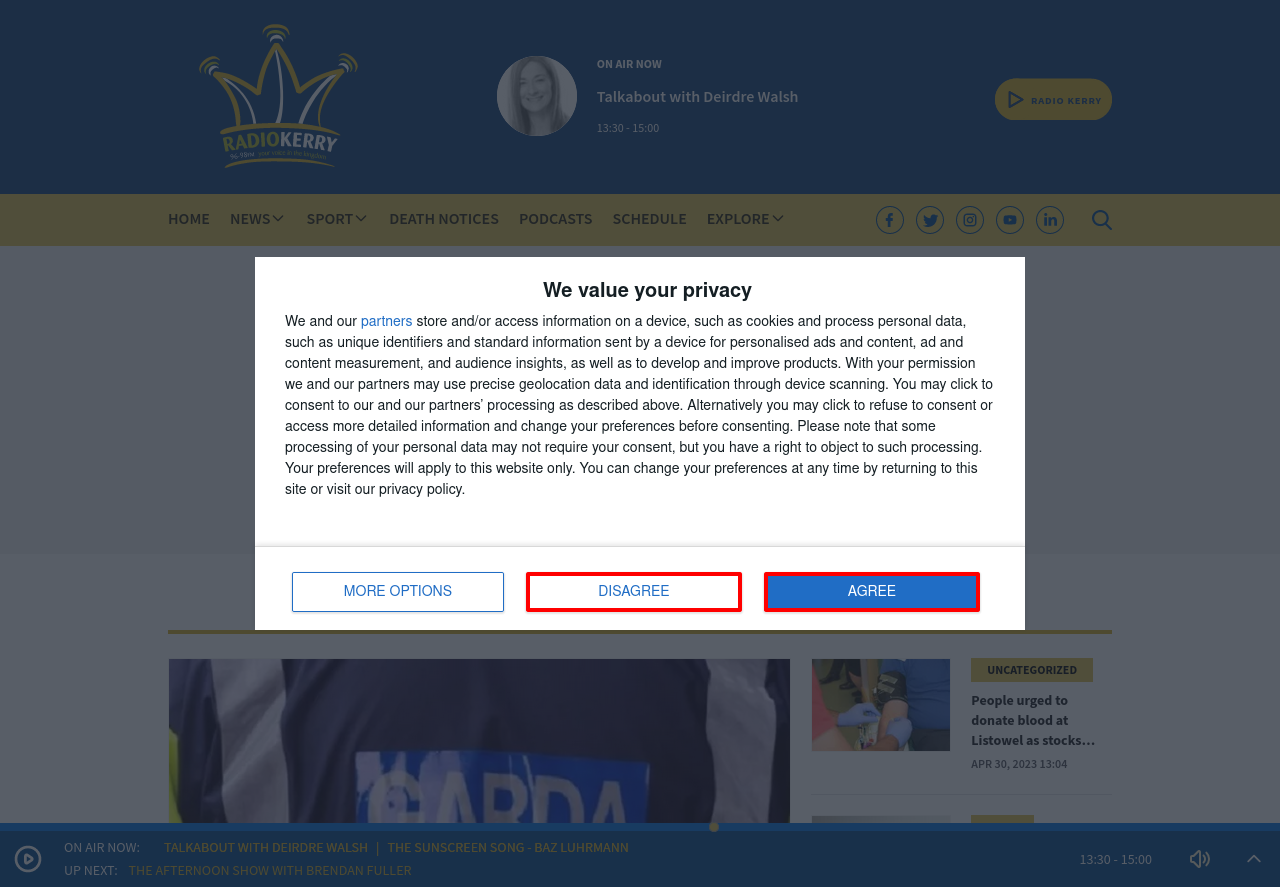 RADIOKERRY
ON AIR NOW
Talkabout with Deirdre Walsh
13:30 - 15:00
RADIO KERRY
HOME NEWS SPORT DEATH NOTICES PODCASTS SCHEDULE EXPLORE
We value your privacy
We and our partners store and/or access information on a device, such as cookies and process personal data,
such as unique identifiers and standard information sent by a device for personalised ads and content, ad and
content measurement, and audience insights, as well as to develop and improve products. With your permission
we and our partners may use precise geolocation data and identification through device scanning. You may click to
consent to our and our partners’ processing as described above. Alternatively you may click to refuse to consent or
access more detailed information and change your preferences before consenting. Please note that some
processing of your personal data may not require your consent, but you have a right to object to such processing.
Your preferences will apply to this website only. You can change your preferences at any time by returning to this
site or visit our privacy policy.
MORE OPTIONS DISAGREE AGREE
GARDA
UNCATEGORIZED
People urged to
donate blood at
Listowel as stocks...
APR 30, 2023 13:04
ON AIR NOW: TALKABOUT WITH DEIRDRE WALSH | THE SUNSCREEN SONG - BAZ LUHRMANN
UP NEXT: THE AFTERNOON SHOW WITH BRENDAN FULLER
13:30 - 15:00